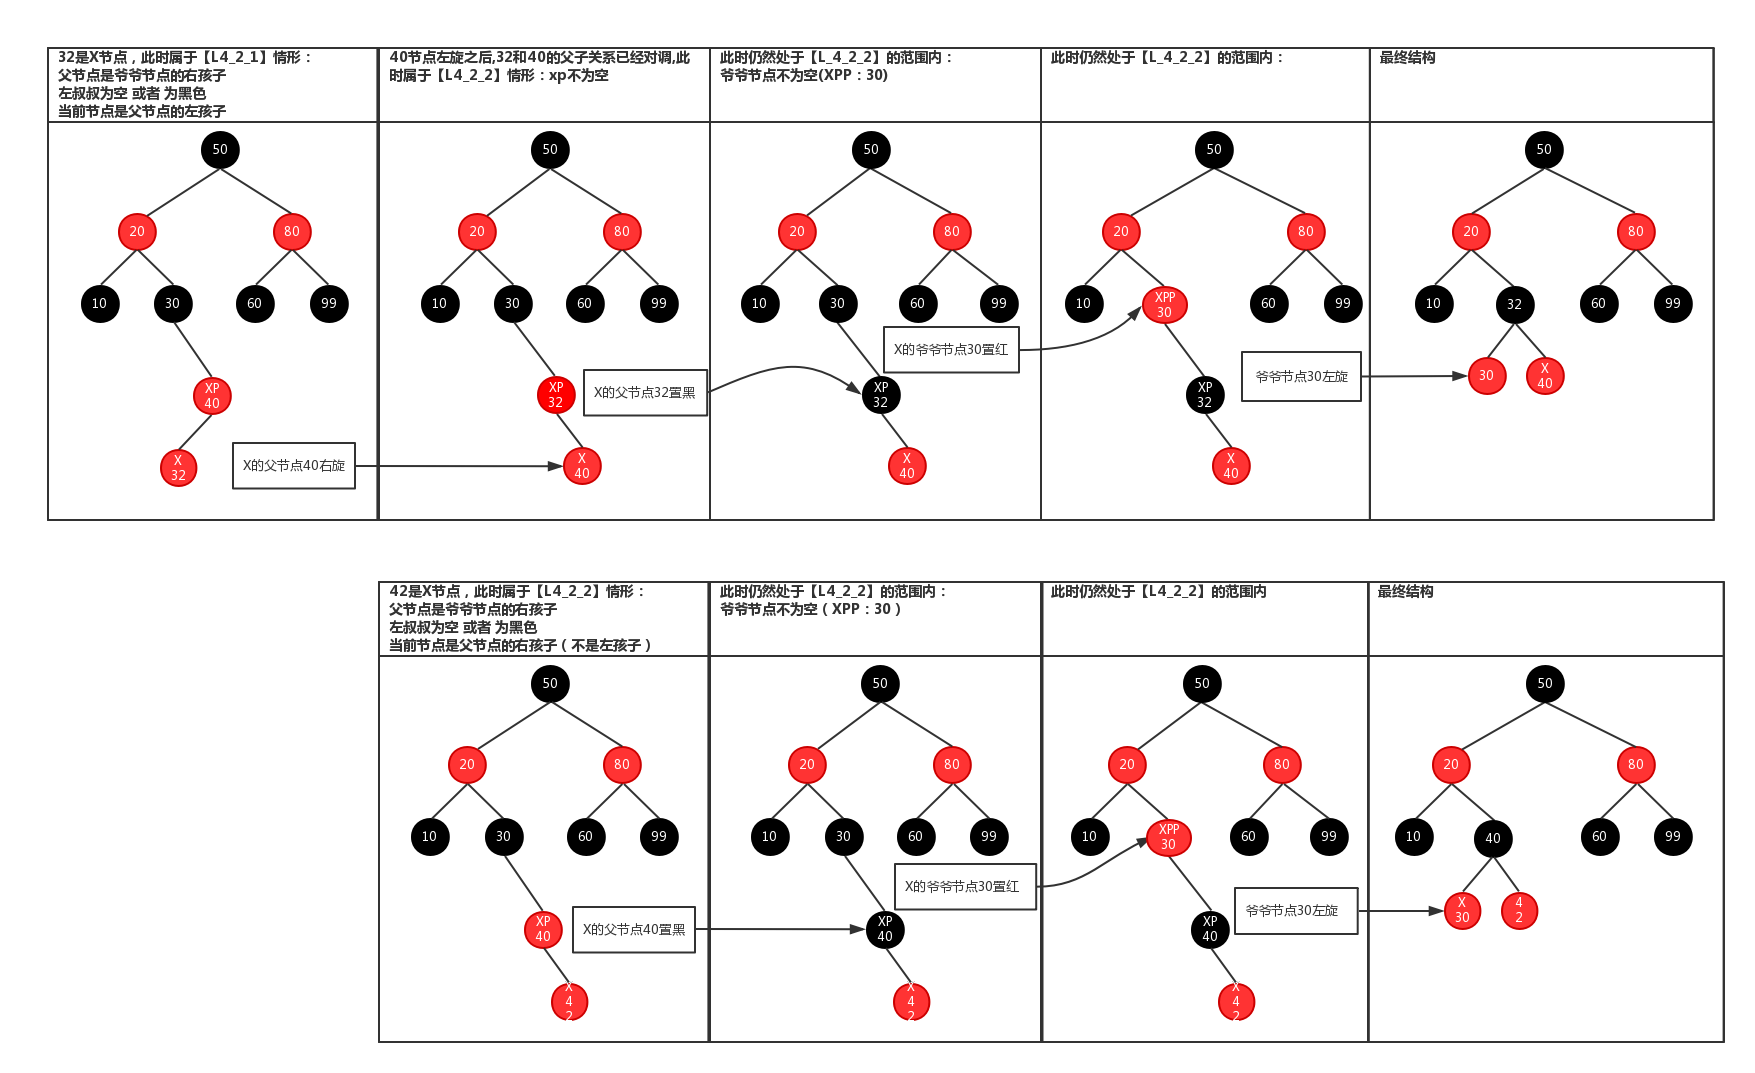 32是X节点，此时属于【L4_2_1】情形：
父节点是爷爷节点的右孩子
左叔叔为空 或者 为黑色
当前节点是父节点的左孩子
40节点左旋之后,32和40的父子关系已经对调,此
时属于【L4_2_2】情形：xp不为空
此时仍然处于【L_4_2_2】的范围内：
爷爷节点不为空(XPP：30)
此时仍然处于【L_4_2_2】的范围内：
最终结构
50
20
80
10
30
60
99
XP
40
X
32
X的父节点40右旋
50
20
80
10
30
60
99
XP
32
X
40
X的父节点32置黑
50
20
80
10
30
60
99
XP
32
X
40
X的爷爷节点30置红
50
20
80
10
XPP
30
60
99
XP
32
X
40
爷爷节点30左旋
50
20
80
10
32
60
99
30
X
40
42是X节点，此时属于【L4_2_2】情形：
父节点是爷爷节点的右孩子
左叔叔为空 或者 为黑色
当前节点是父节点的右孩子（不是左孩子）
此时仍然处于【L4_2_2】的范围内：
爷爷节点不为空（XPP：30）
此时仍然处于【L4_2_2】的范围内
最终结构
50
20
80
10
30
60
99
XP
40
X
4
2
X的父节点40置黑
50
20
80
10
30
60
99
XP
40
X
4
2
X的爷爷节点30置红
50
20
80
10
XPP
30
60
99
XP
40
X
4
2
爷爷节点30左旋
50
20
80
10
40
60
99
X
30
4
2